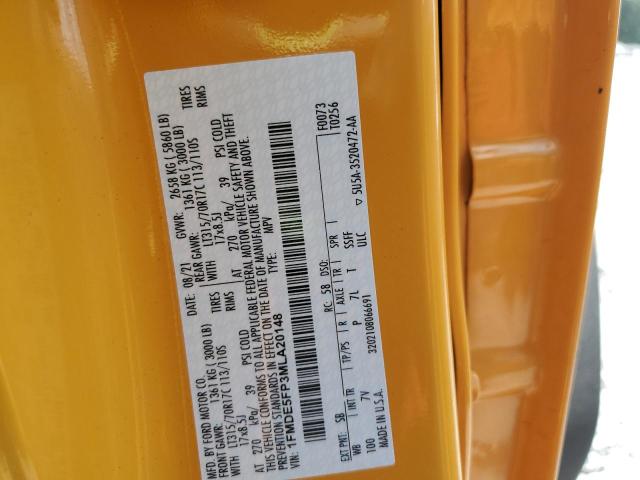 MFD. BY FORD MOTOR CO.
DATE: 08/21 GVWR: 2658 KG ( 5860 LB)
FRONT GAWR: 1361 KG ( 3000 LB) REAR GAWR: 1361 KG ( 3000 LB)
WITH LT315/70R17C 113/110S TIRES WITH LT315/70R17C 113/110S TIRES
17x8.5J RIMS 17x8.5J RIMS
AT 270 kPa/ 39 PSI COLD AT 270 kPa/ 39 PSI COLD
THIS VEHICLE CONFORMS TO ALL APPLICABLE FEDERAL MOTOR VEHICLE SAFETY AND THEFT
PREVENTION STANDARDS IN EFFECT ON THE DATE OF MANUFACTURE SHOWN ABOVE.
VIN: 1FMDE5FP3MLA20148 TYPE: MPV
F0073
T0256
EXT PNT: SB RC: 58 DSO:
WB INT TR TP/PS R AXLE TR SPR
100 7V P 7L T SSFF
ULC
MADE IN U.S.A. 3202108066691 ▽ 5U5A-3520472-AA